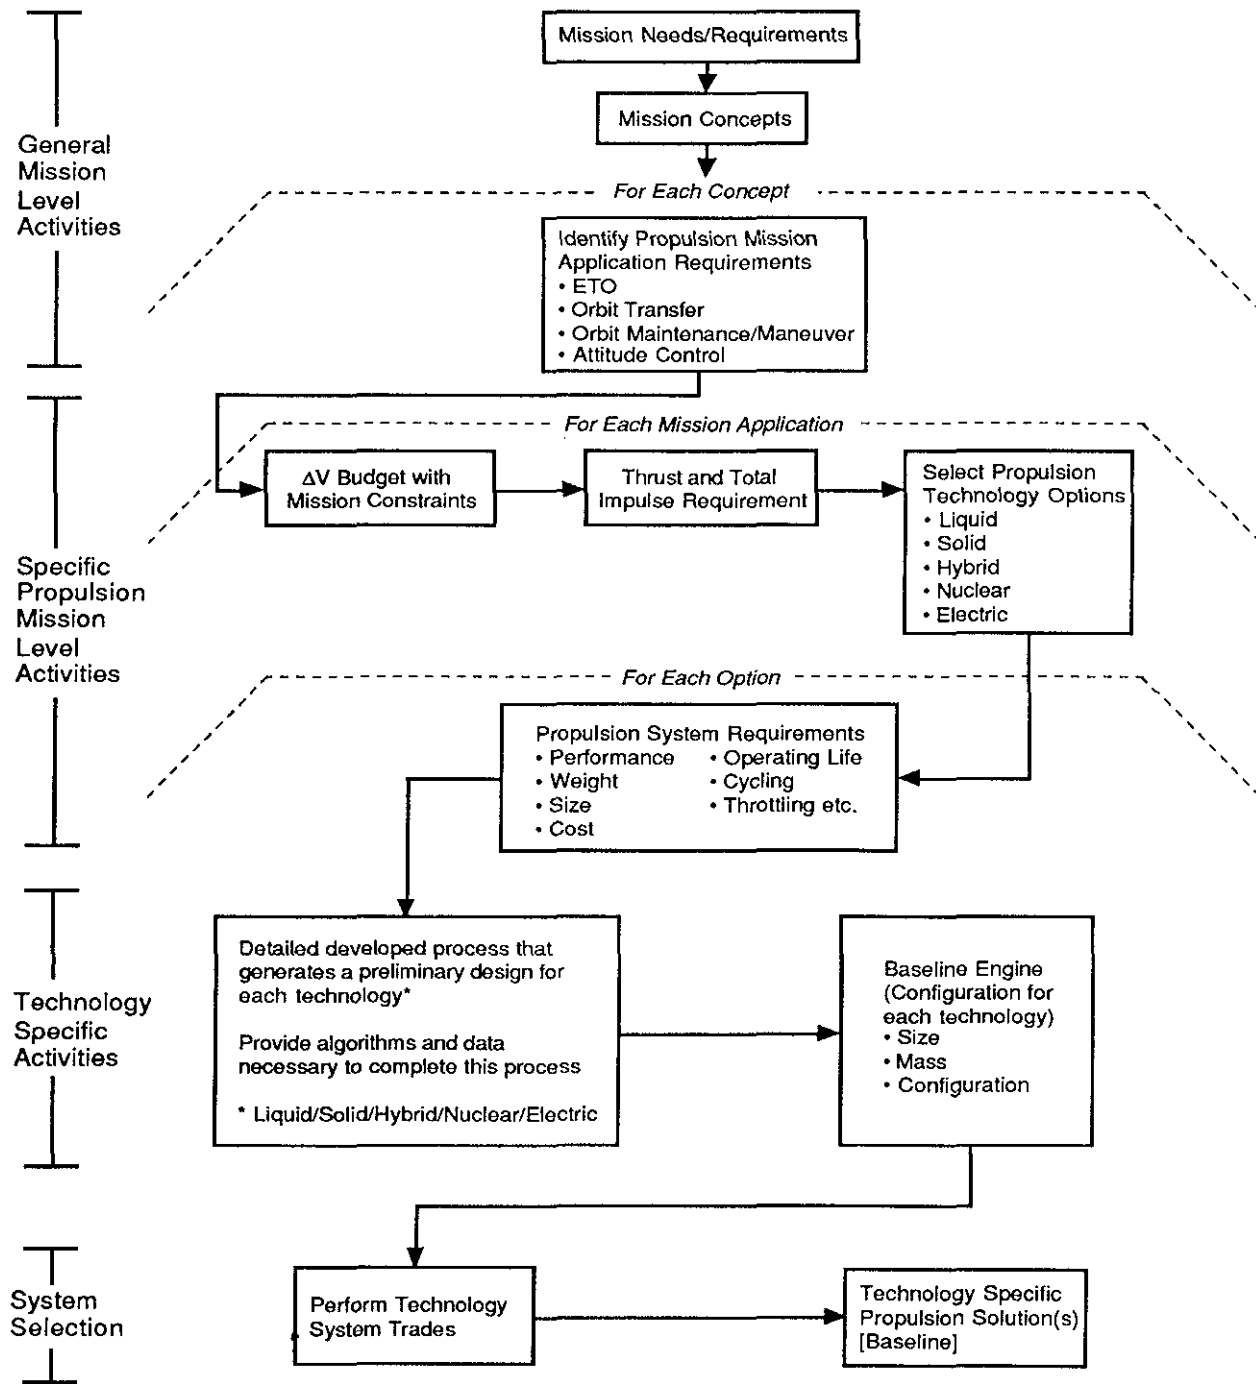 Mission Needs/Requirements
Mission Concepts
General
Mission
Level
Activities
For Each Concept
Identify Propulsion Mission
Application Requirements
• ETO
• Orbit Transfer
• Orbit Maintenance/Maneuver
• Attitude Control
For Each Mission Application
ΔV Budget with
Mission Constraints
Thrust and Total
Impulse Requirement
Select Propulsion
Technology Options
• Liquid
• Solid
• Hybrid
• Nuclear
• Electric
Specific
Propulsion
Mission
Level
Activities
For Each Option
Propulsion System Requirements
• Performance
• Weight
• Size
• Cost
• Operating Life
• Cycling
• Throttling etc.
Technology
Specific
Activities
Detailed developed process that
generates a preliminary design for
each technology*
Provide algorithms and data
necessary to complete this process
* Liquid/Solid/Hybrid/Nuclear/Electric
Baseline Engine
(Configuration for
each technology)
• Size
• Mass
• Configuration
System
Selection
Perform Technology
System Trades
Technology Specific
Propulsion Solution(s)
[Baseline]